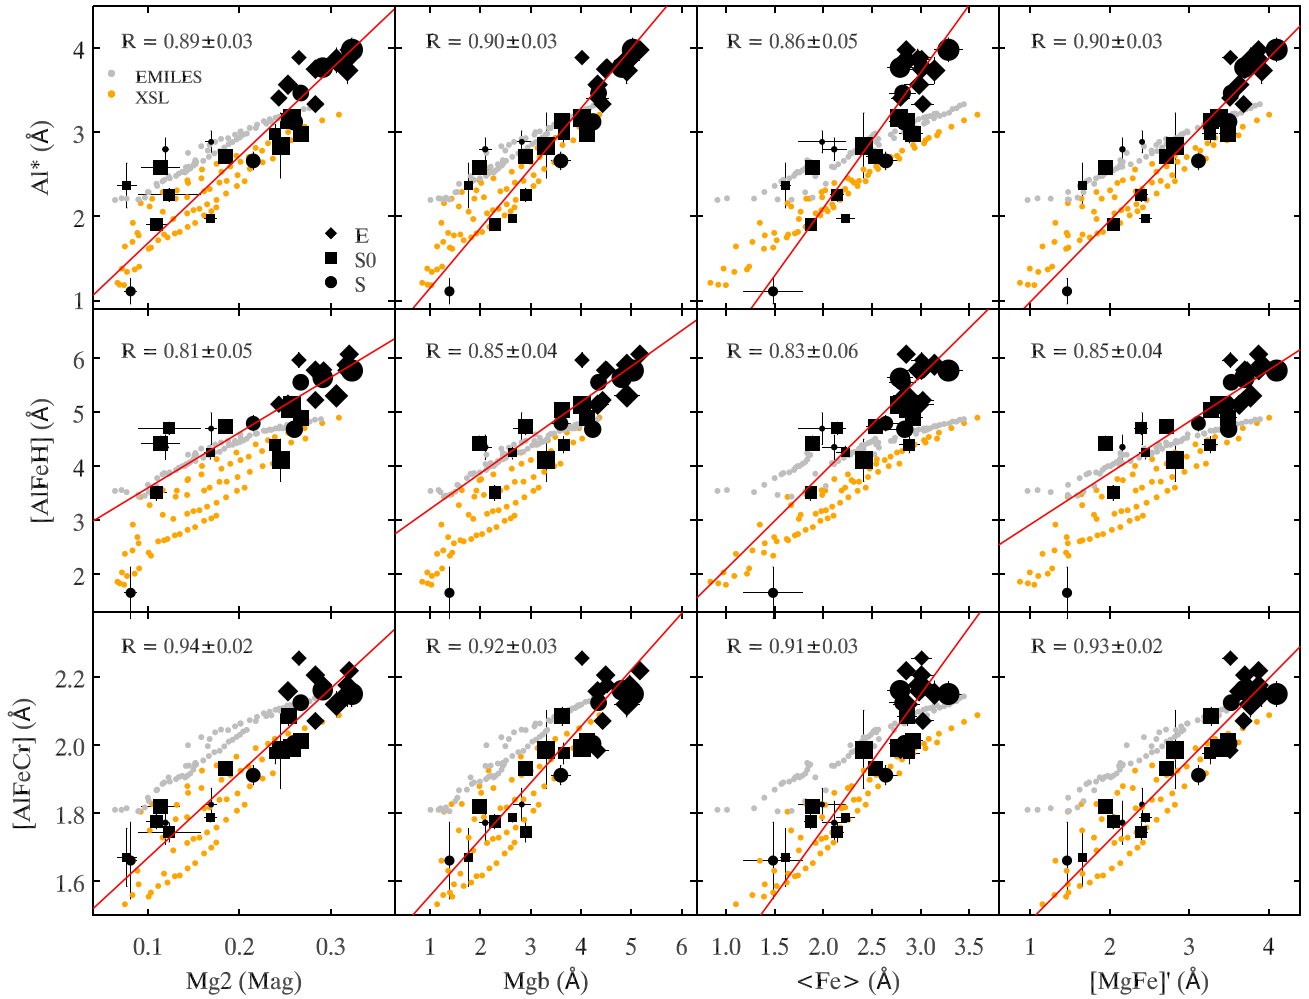 R = 0.89±0.03
R = 0.90±0.03
R = 0.86±0.05
R = 0.90±0.03
EMILES
XSL
E
S0
S
4
3
2
1
Al* (Å)
R = 0.81±0.05
R = 0.85±0.04
R = 0.83±0.06
R = 0.85±0.04
6
5
4
3
2
[AlFeH] (Å)
R = 0.94±0.02
R = 0.92±0.03
R = 0.91±0.03
R = 0.93±0.02
2.2
2.0
1.8
1.6
[AlFeCr] (Å)
0.1 0.2 0.3
1 2 3 4 5 6
1.0 1.5 2.0 2.5 3.0 3.5
1 2 3 4
Mg2 (Mag)
Mgb (Å)
<Fe> (Å)
[MgFe]' (Å)